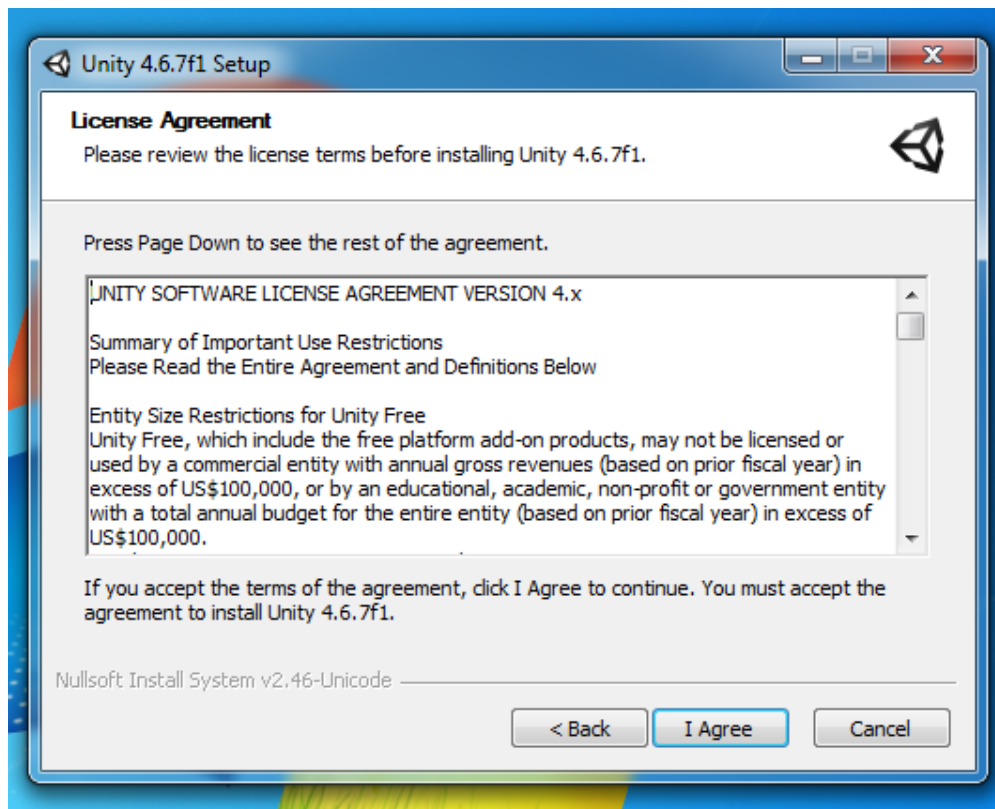 Unity 4.6.7f1 Setup
License Agreement
Please review the license terms before installing Unity 4.6.7f1.
Press Page Down to see the rest of the agreement.
UNITY SOFTWARE LICENSE AGREEMENT VERSION 4.x
Summary of Important Use Restrictions
Please Read the Entire Agreement and Definitions Below
Entity Size Restrictions for Unity Free
Unity Free, which include the free platform add-on products, may not be licensed or
used by a commercial entity with annual gross revenues (based on prior fiscal year) in
excess of US$100,000, or by an educational, academic, non-profit or government entity
with a total annual budget for the entire entity (based on prior fiscal year) in excess of
US$100,000.
If you accept the terms of the agreement, click I Agree to continue. You must accept the
agreement to install Unity 4.6.7f1.
Nullsoft Install System v2.46-Unicode
< Back
I Agree
Cancel